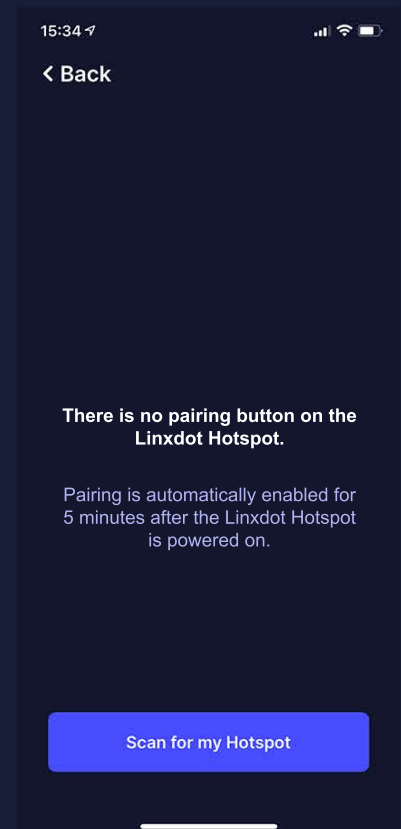 15:34
Back
There is no pairing button on the
Linxdot Hotspot.
Pairing is automatically enabled for
5 minutes after the Linxdot Hotspot
is powered on.
Scan for my Hotspot